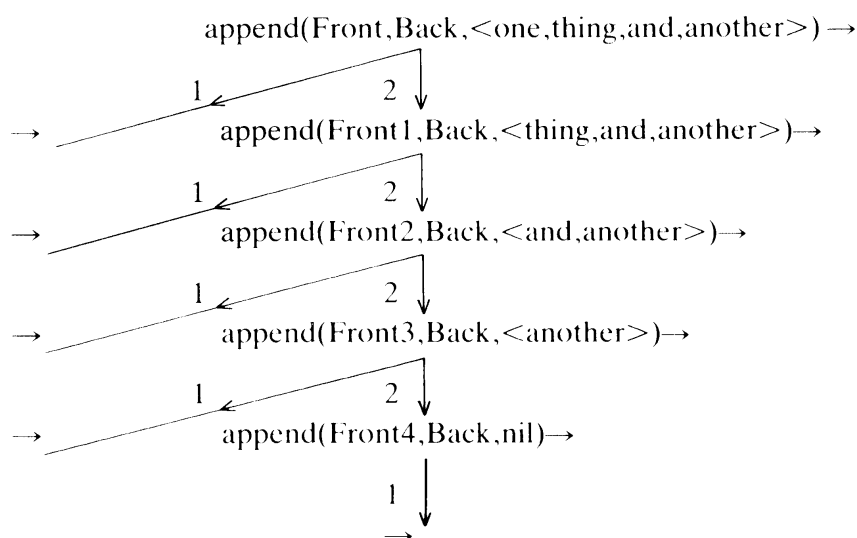 append(Front,Back,<one,thing,and,another>) →
1 2
→ append(Front1,Back,<thing,and,another>)→
1 2
→ append(Front2,Back,<and,another>)→
1 2
→ append(Front3,Back,<another>)→
1 2
→ append(Front4,Back,nil)→
1
→